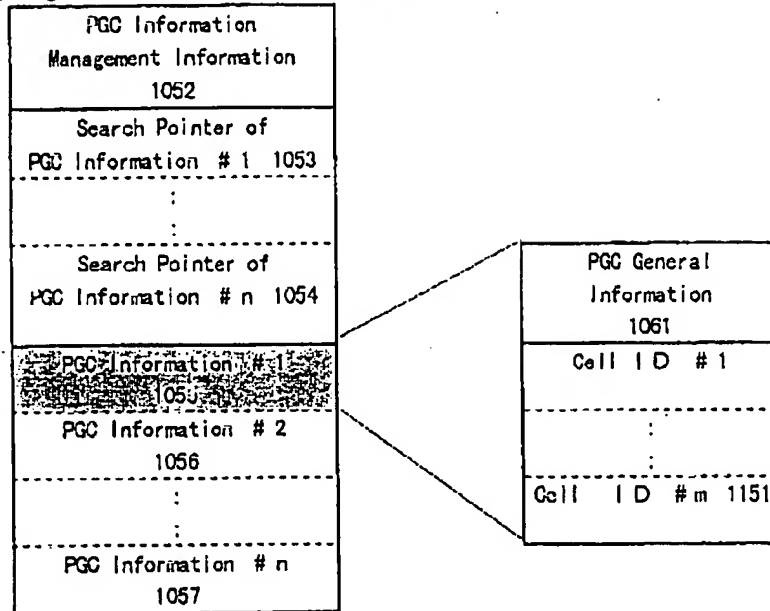 PGC Information
Management Information
1052
Search Pointer of
PGC Information # 1 1053
:
:
Search Pointer of
PGC Information # n 1054
PGC Information # 1
PGC Information # 2
1056
:
:
PGC Information # n
1057
PGC General
Information
1061
Cell ID # 1
:
:
Cell ID # m 1151